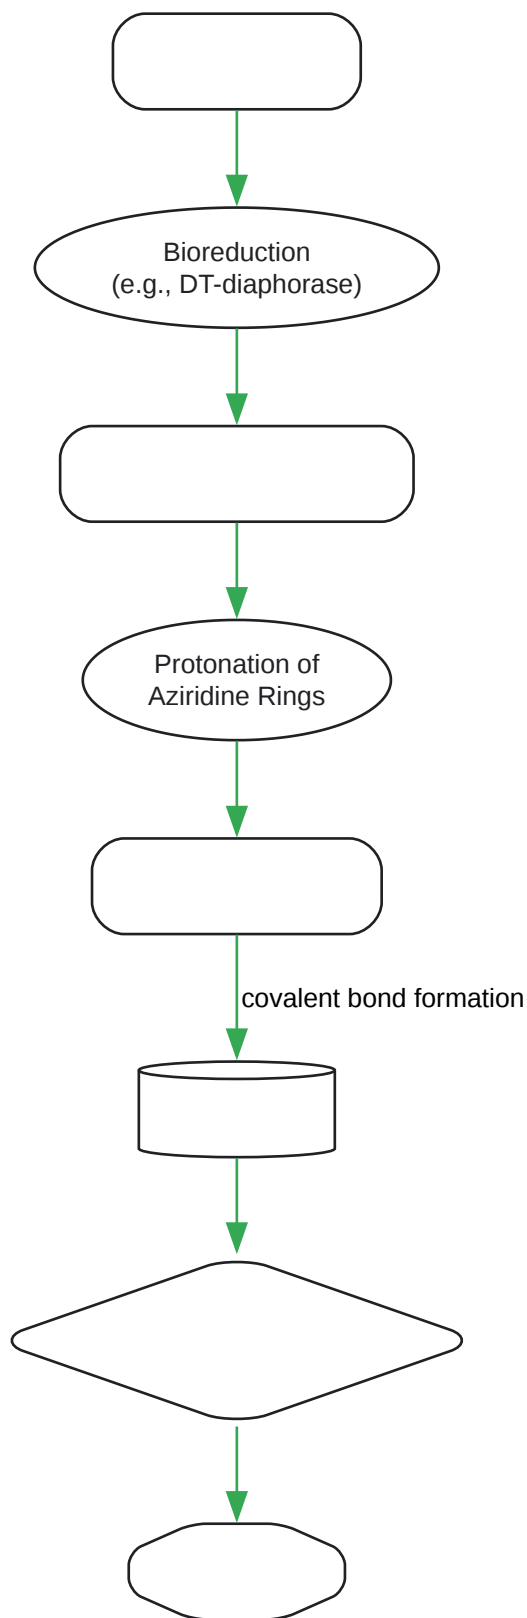 Bioreduction
(e.g., DT-diaphorase)
Protonation of
Aziridine Rings
covalent bond formation